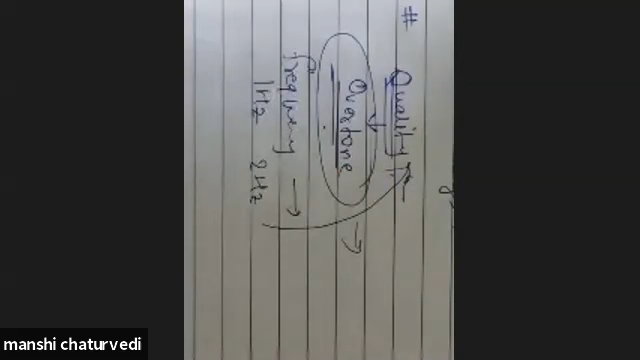 # Quality
Overtone
Frequency
1Hz 2Hz
manshi chaturvedi